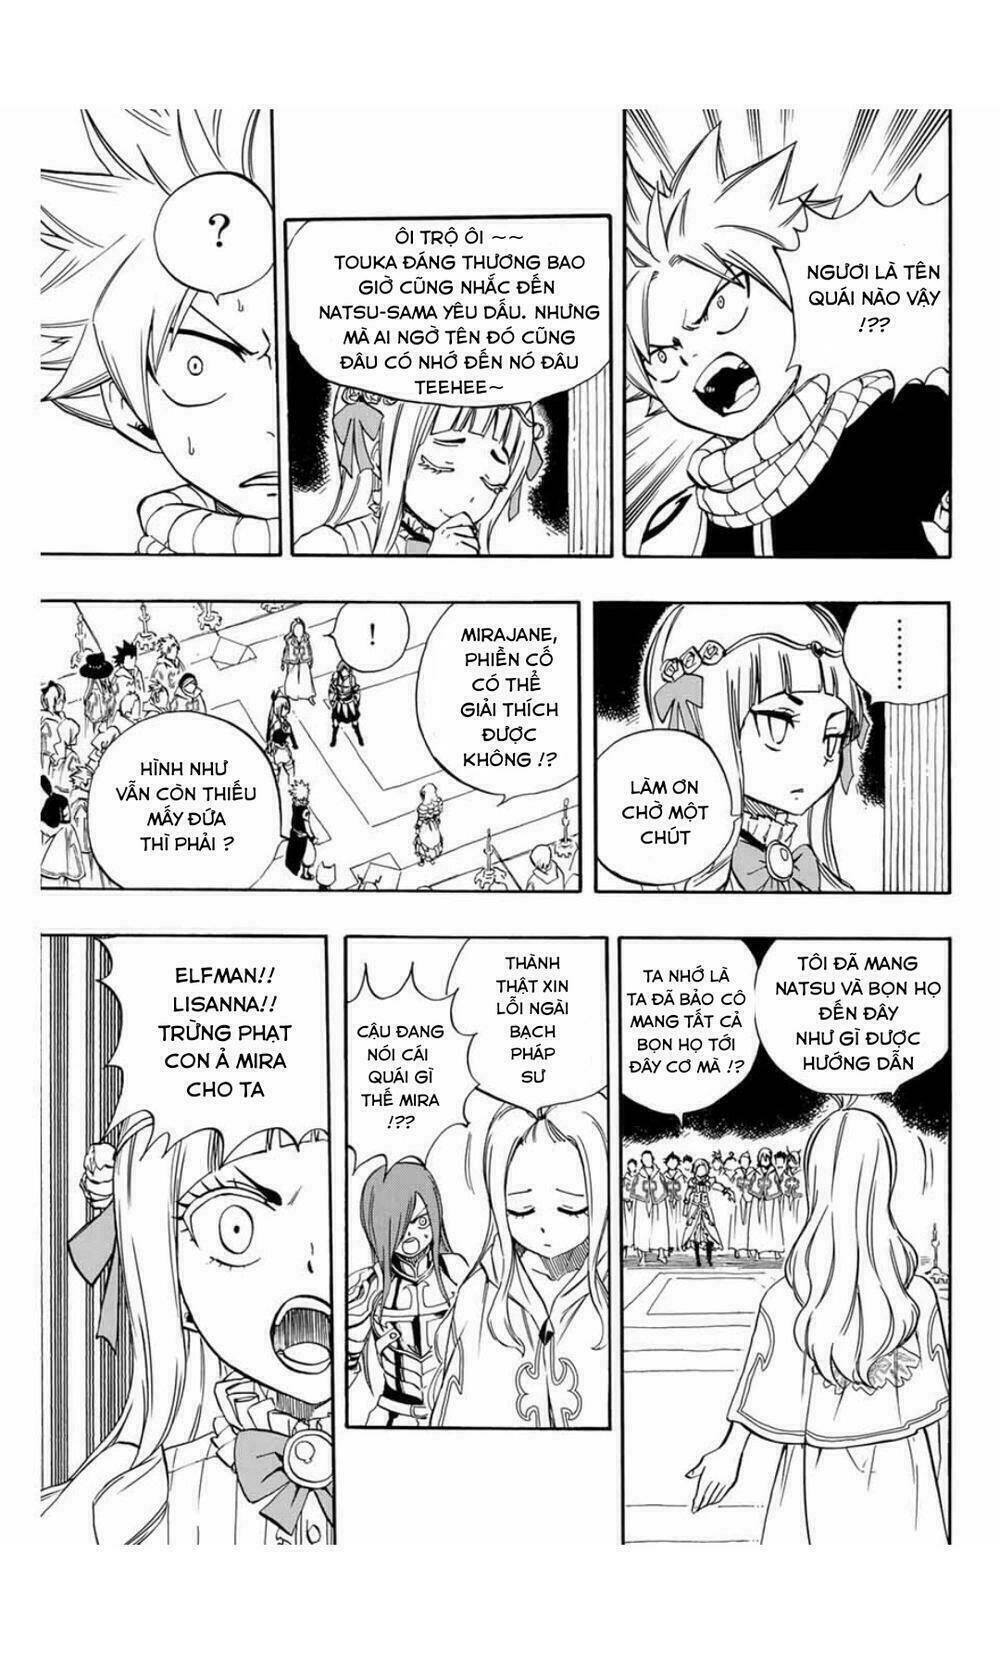 NGƯƠI LÀ TÊN
QUÁI NÀO VẬY
!??
ÔI TRỘ ÔI ~~
TOUKA ĐÁNG THƯƠNG BAO
GIỜ CŨNG NHẮC ĐẾN
NATSU-SAMA YÊU DẤU. NHƯNG
MÀ AI NGỜ TÊN ĐÓ CŨNG
ĐÂU CÓ NHỚ ĐẾN NÓ ĐÂU
TEEHEE~
?
........
LÀM ƠN
CHỜ MỘT
CHÚT
MIRAJANE,
PHIỀN CỐ
CÓ THỂ
GIẢI THÍCH
ĐƯỢC
KHÔNG !?
!
HÌNH NHƯ
VẪN CÒN THIẾU
MẤY ĐỨA
THÌ PHẢI ?
TÔI ĐÃ MANG
NATSU VÀ BỌN HỌ
ĐẾN ĐÂY
NHƯ GÌ ĐƯỢC
HƯỚNG DẪN
TA NHỚ LÀ
TA ĐÃ BẢO CÔ
MANG TẤT CẢ
BỌN HỌ TỚI
ĐÂY CƠ MÀ !?
THÀNH
THẬT XIN
LỖI NGÀI
BẠCH
PHÁP
SƯ
CẬU ĐANG
NÓI CÁI
QUÁI GÌ
THẾ MIRA
!??
ELFMAN!!
LISANNA!!
TRỪNG PHẠT
CON Ả MIRA
CHO TA